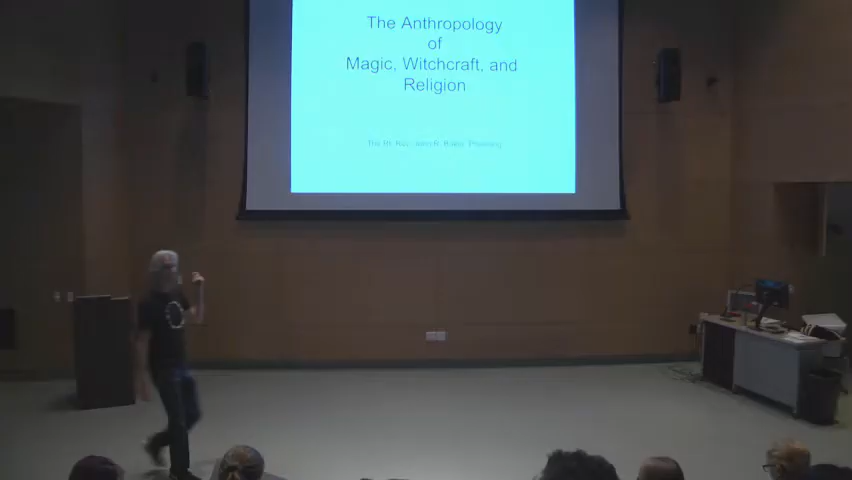 The Anthropology
of
Magic, Witchcraft, and
Religion